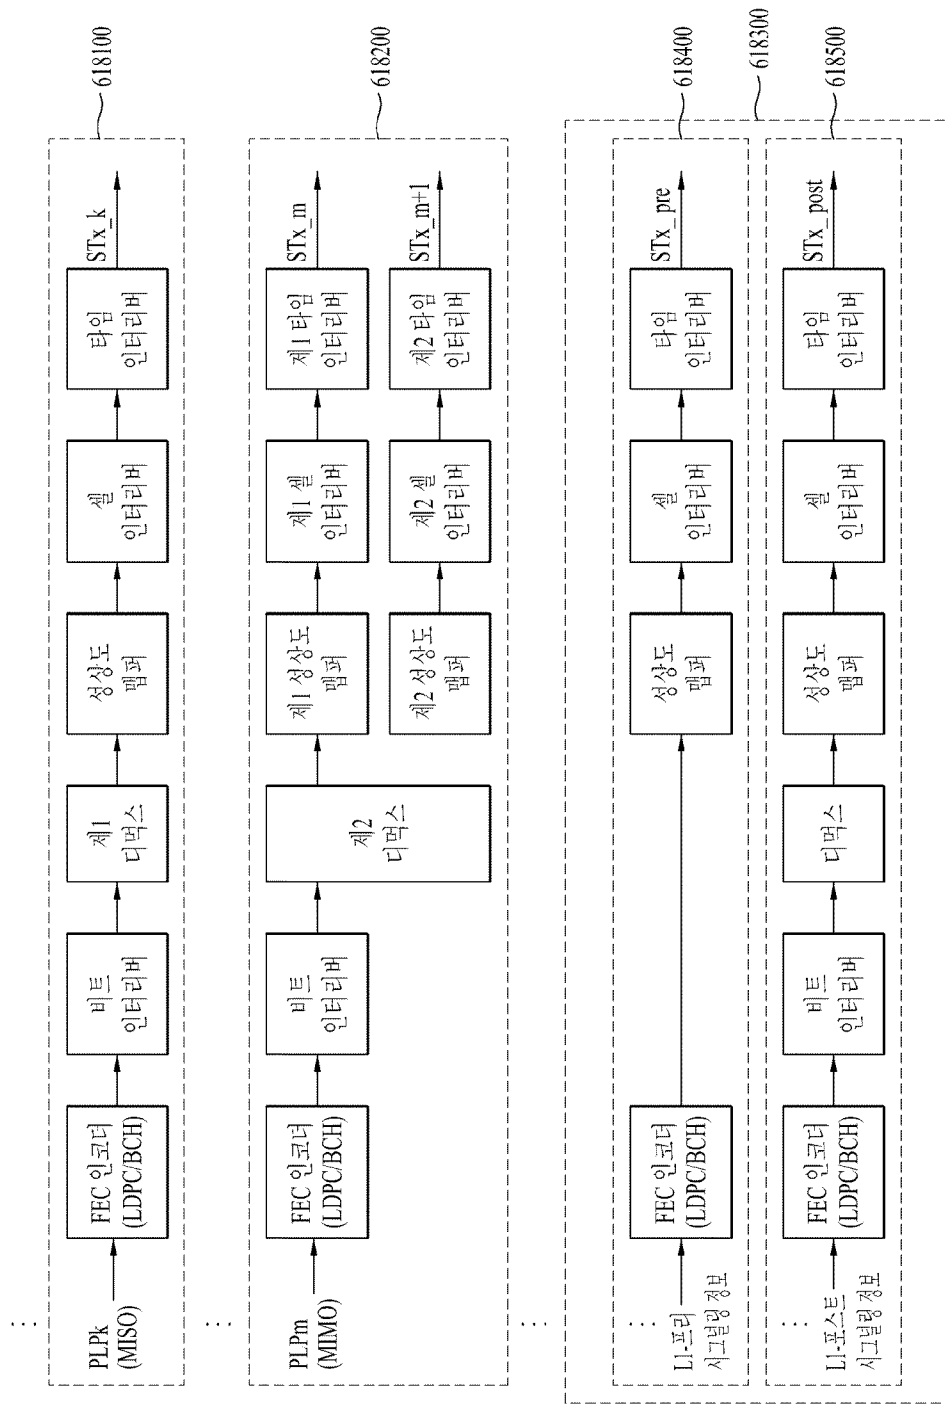 PLPk
(MISO)
FEC 인코더
(LDPC/BCH)
비트
인터리버
제1
디먹스
성상도
맵퍼
셀
인터리버
타임
인터리버
STx_k
618100
PLPm
(MIMO)
FEC 인코더
(LDPC/BCH)
비트
인터리버
제2
디먹스
제1 성상도
맵퍼
제1 셀
인터리버
제1 타임
인터리버
STx_m
제2 성상도
맵퍼
제2 셀
인터리버
제2 타임
인터리버
STx_m+1
618200
L1-프리
시그널링 정보
FEC 인코더
(LDPC/BCH)
성상도
맵퍼
셀
인터리버
타임
인터리버
STx_pre
618400
618300
L1-포스트
시그널링 정보
FEC 인코더
(LDPC/BCH)
비트
인터리버
디먹스
성상도
맵퍼
셀
인터리버
타임
인터리버
STx_post
618500